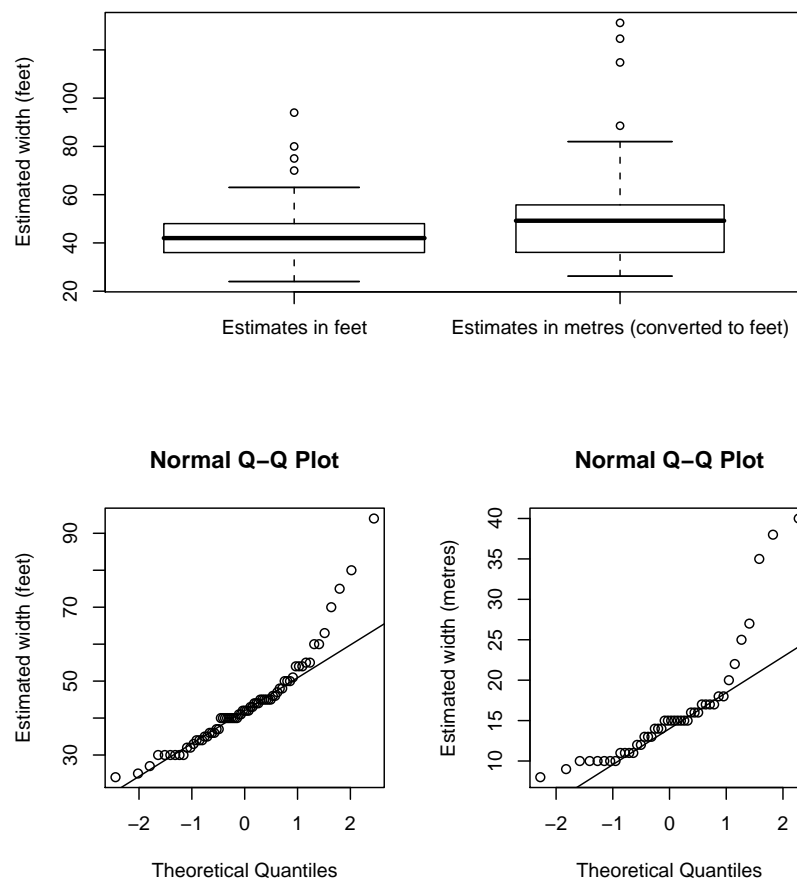 Estimated width (feet)
20 40 60 80 100
Estimates in feet Estimates in metres (converted to feet)
Normal Q−Q Plot
Estimated width (feet)
30 50 70 90
−2 −1 0 1 2
Theoretical Quantiles
Normal Q−Q Plot
Estimated width (metres)
10 15 20 25 30 35 40
−2 −1 0 1 2
Theoretical Quantiles